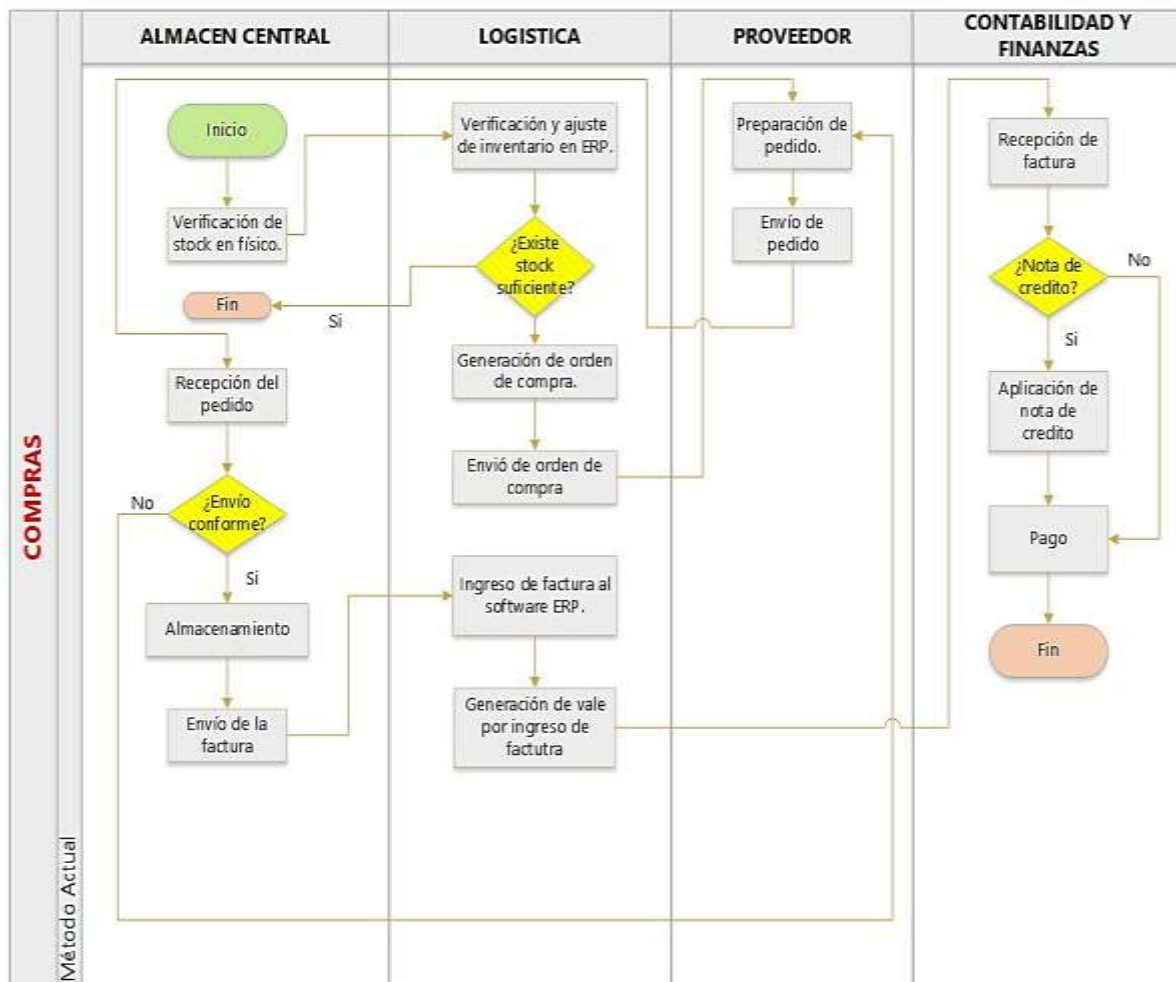 ALMACEN CENTRAL
LOGISTICA
PROVEEDOR
CONTABILIDAD Y
FINANZAS
COMPRAS
Método Actual
Inicio
Verificación de
stock en físico.
Fin
Si
Recepción del
pedido
¿Envío
conforme?
No
Si
Almacenamiento
Envío de la
factura
Verificación y ajuste
de inventario en ERP.
¿Existe
stock
suficiente?
Generación de orden
de compra.
Envió de orden de
compra
Ingreso de factura al
software ERP.
Generación de vale
por ingreso de
factutra
Preparación de
pedido.
Envío de
pedido
Recepción de
factura
¿Nota de
credito?
No
Si
Aplicación de
nota de
credito
Pago
Fin